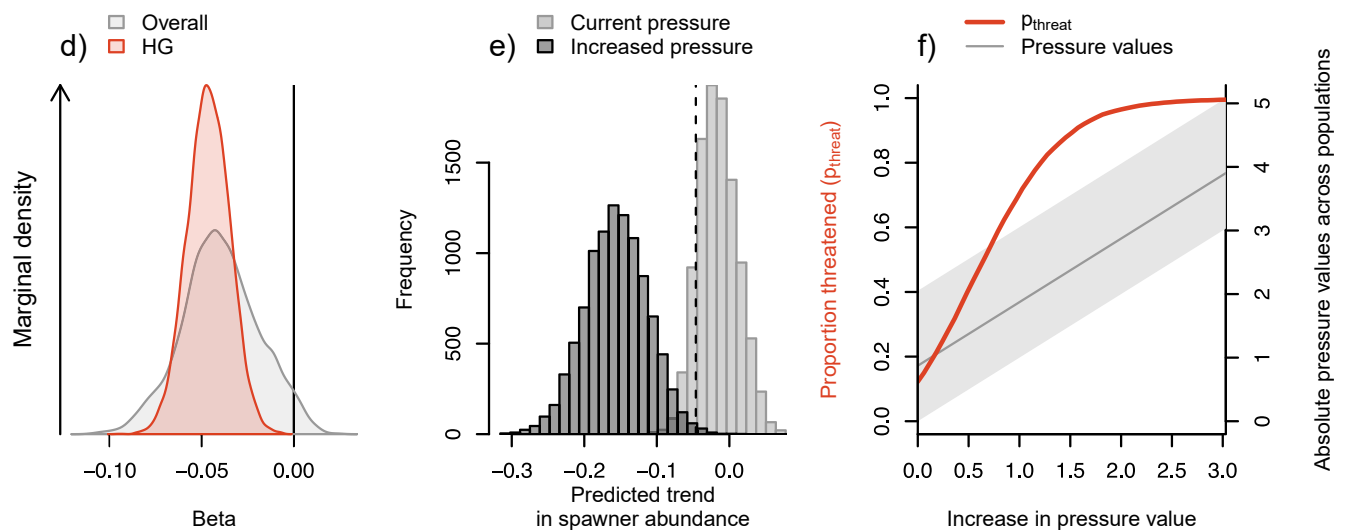 d)
Overall
HG
Marginal density
−0.10 −0.05 0.00
Beta
e)
Current pressure
Increased pressure
Frequency
0 500 1000 1500
−0.3 −0.2 −0.1 0.0
Predicted trend
in spawner abundance
f)
pthreat
Pressure values
Proportion threatened (pthreat)
0.0 0.2 0.4 0.6 0.8 1.0
0.0 0.5 1.0 1.5 2.0 2.5 3.0
Increase in pressure value
0 1 2 3 4 5
Absolute pressure values across populations